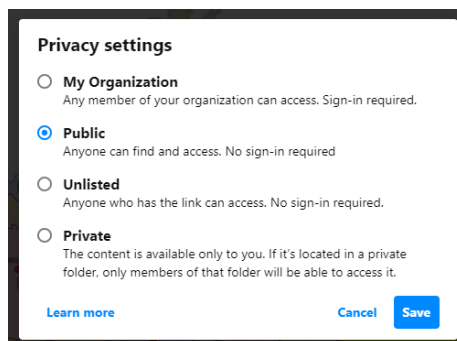 Privacy settings
My Organization
Any member of your organization can access. Sign-in required.
Public
Anyone can find and access. No sign-in required
Unlisted
Anyone who has the link can access. No sign-in required.
Private
The content is available only to you. If it's located in a private
folder, only members of that folder will be able to access it.
Learn more Cancel Save